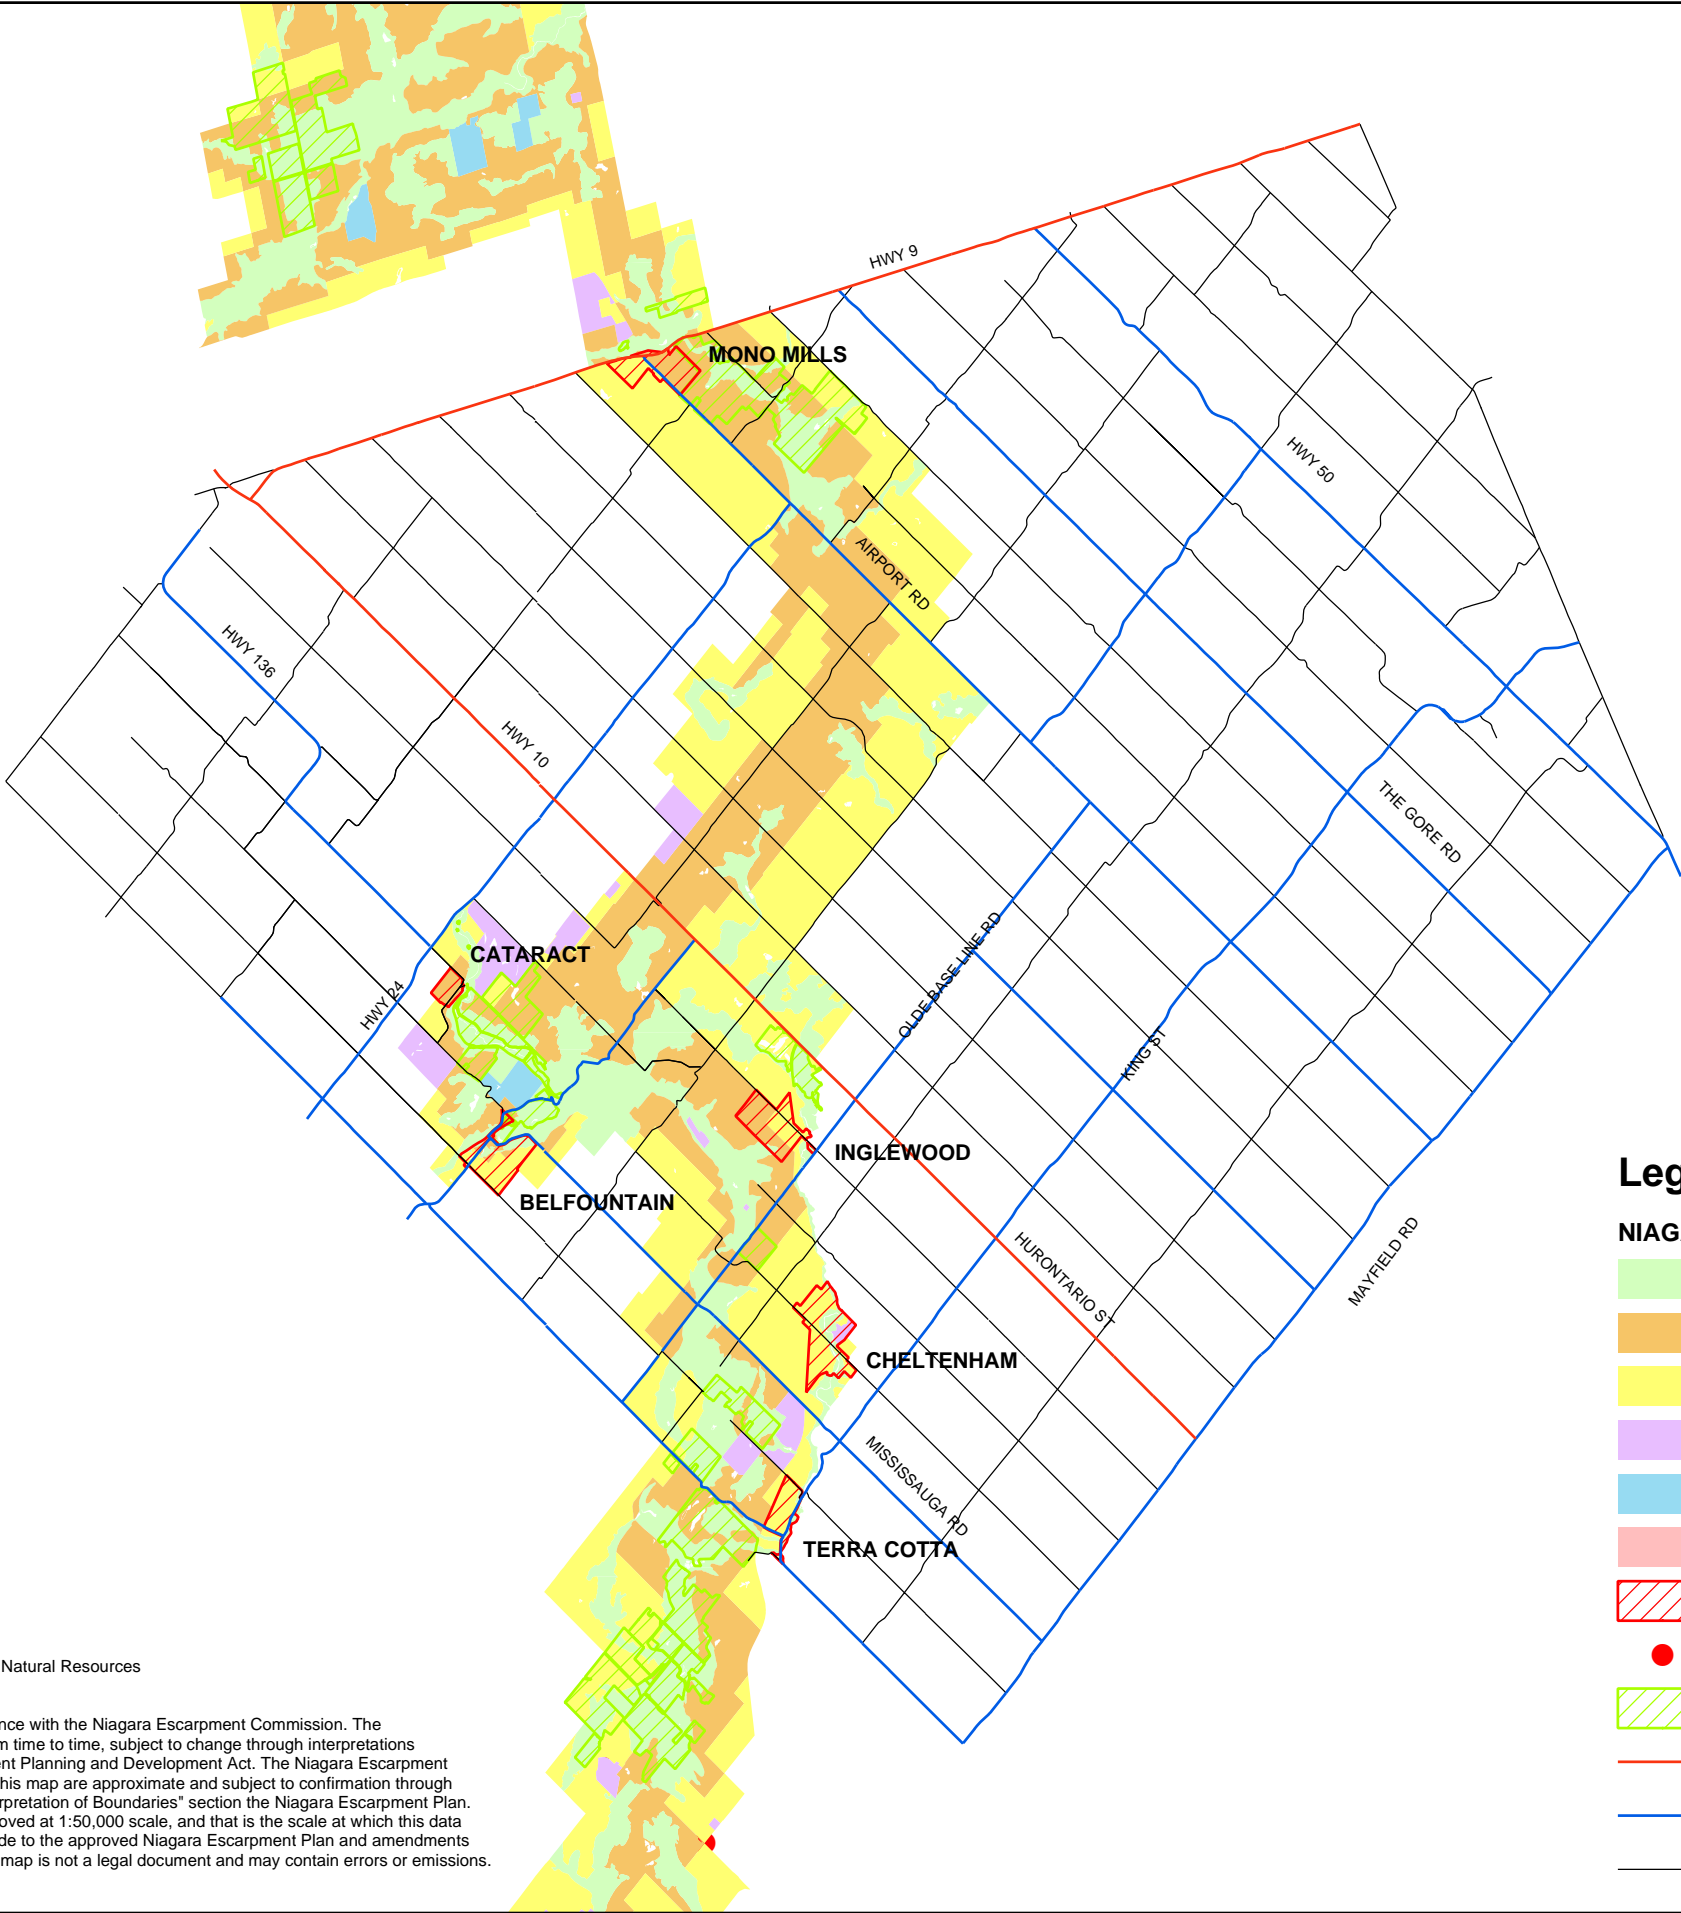 HWY 9
MONO MILLS
HWY 50
AIRPORT RD
HWY 136
HWY 10
THE GORE RD
CATARACT
HWY 24
OLDE BASE LINE RD
KING ST
INGLEWOOD
BELFOUNTAIN
HURONTARIO ST
MAYFIELD RD
CHELTENHAM
MISSISSAUGA RD
TERRA COTTA
Leg
NIAG
Natural Resources
nce with the Niagara Escarpment Commission. The
m time to time, subject to change through interpretations
ent Planning and Development Act. The Niagara Escarpment
his map are approximate and subject to confirmation through
rpretation of Boundaries" section the Niagara Escarpment Plan.
oved at 1:50,000 scale, and that is the scale at which this data
de to the approved Niagara Escarpment Plan and amendments
map is not a legal document and may contain errors or emissions.